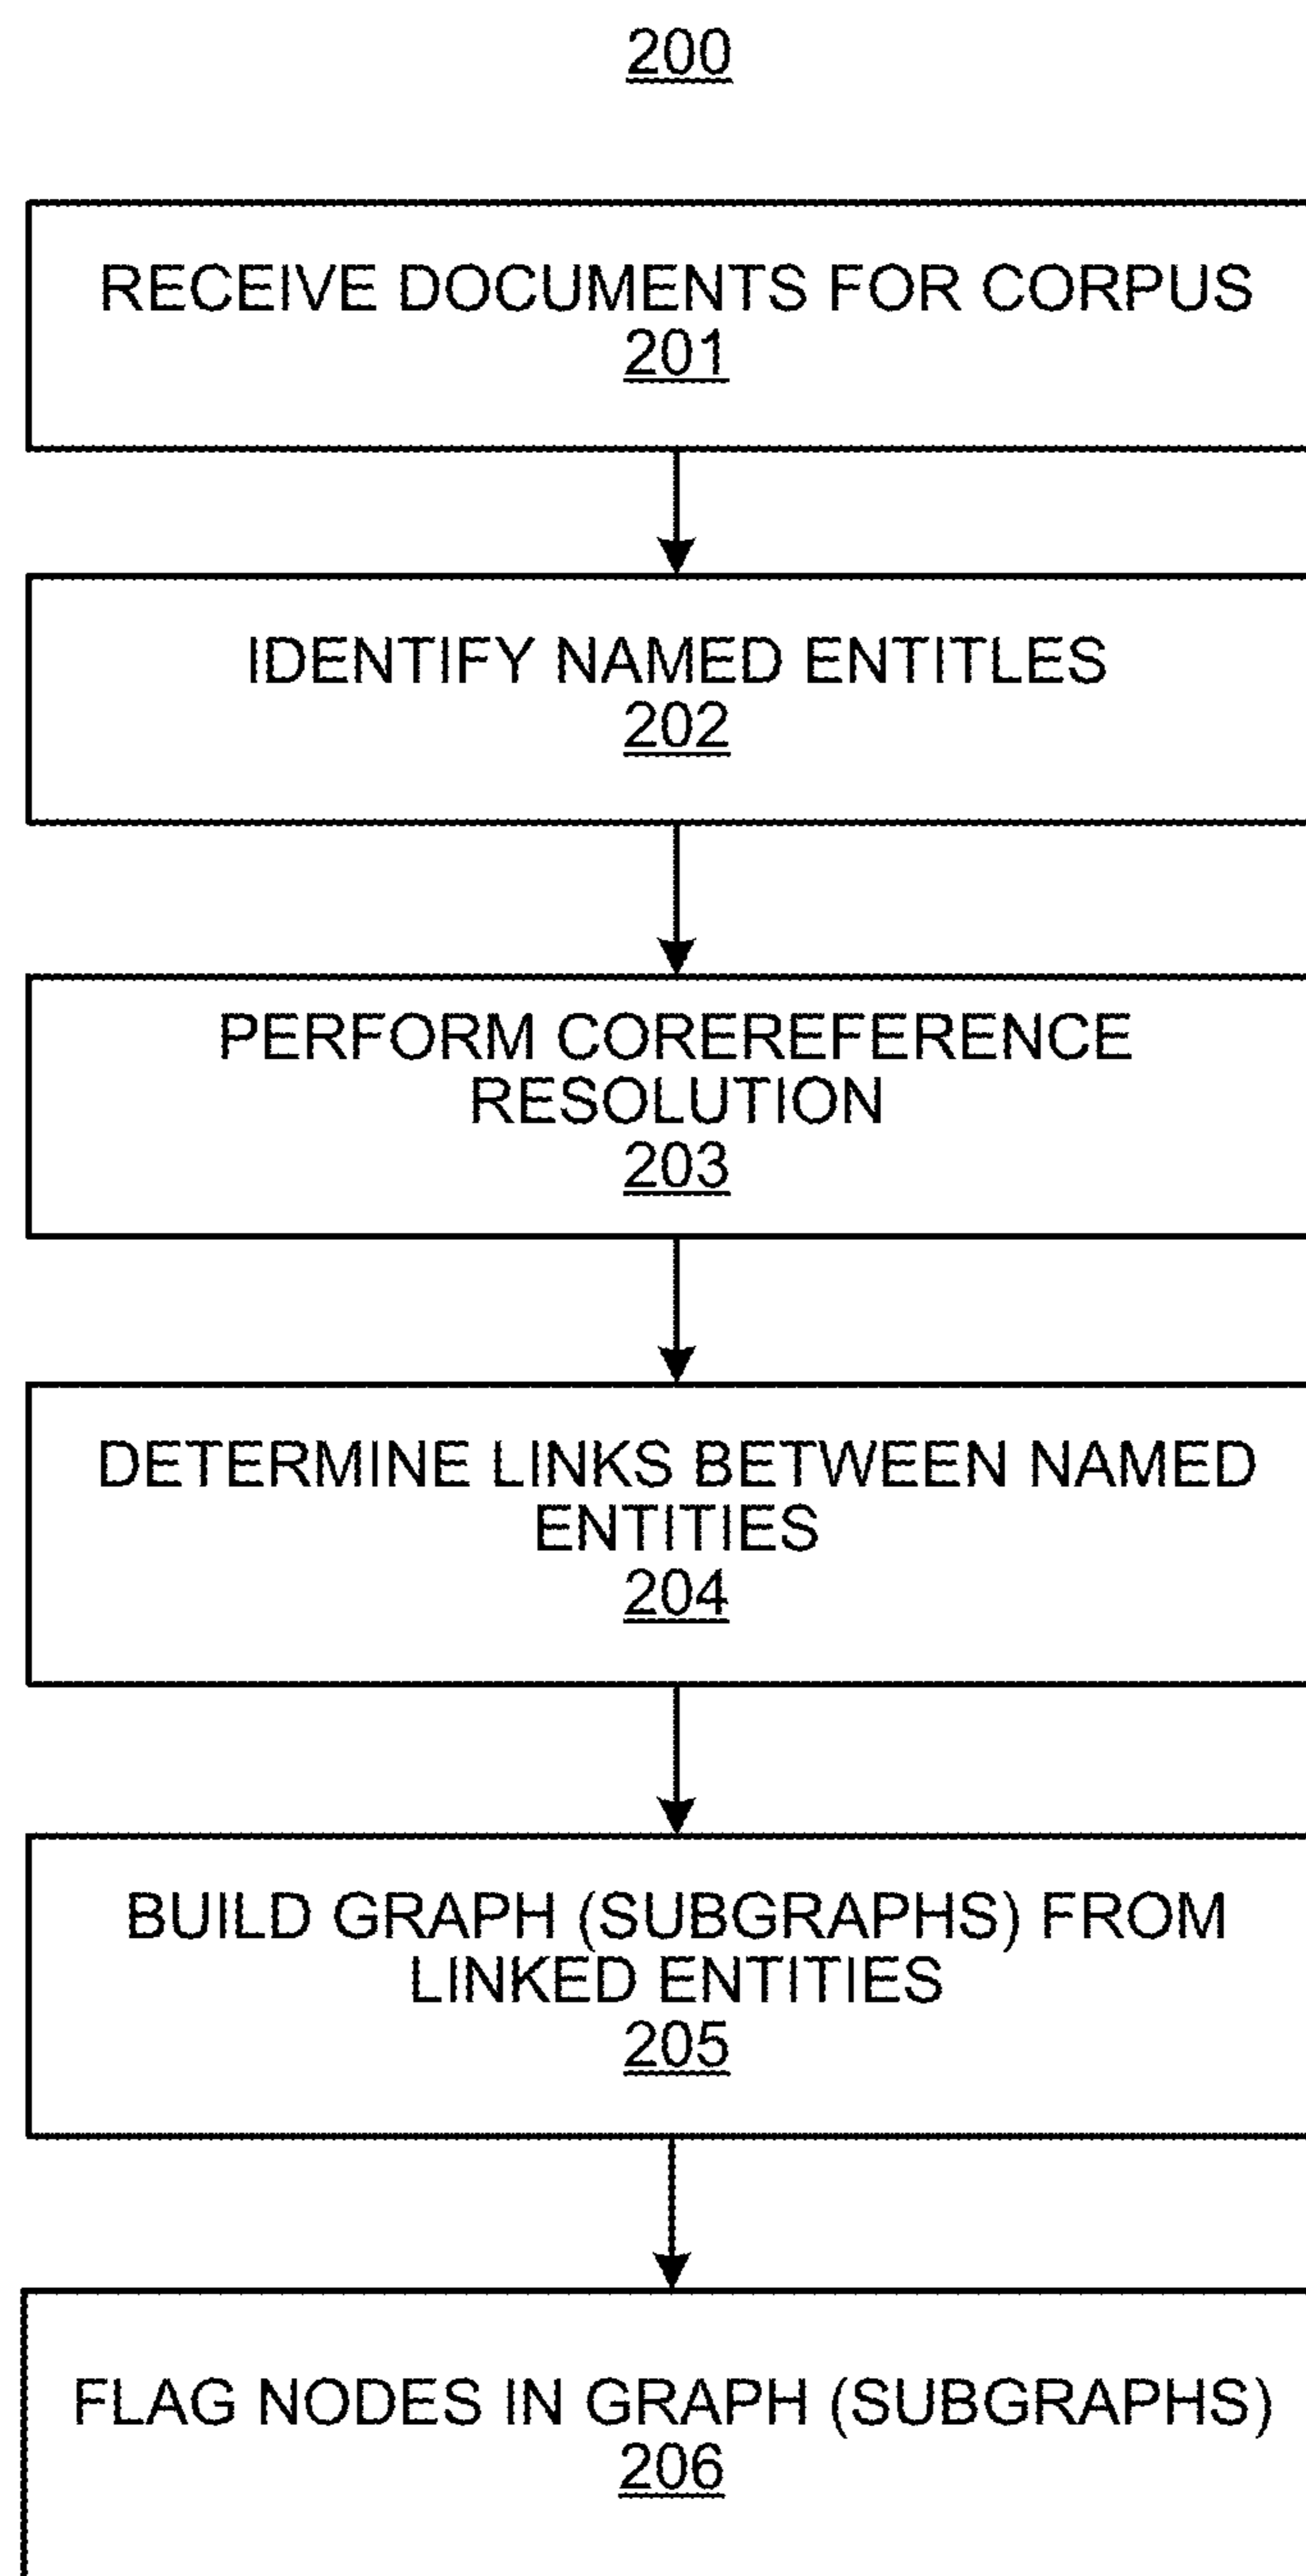 200
RECEIVE DOCUMENTS FOR CORPUS
201
IDENTIFY NAMED ENTITLES
202
PERFORM COREREFERENCE
RESOLUTION
203
DETERMINE LINKS BETWEEN NAMED
ENTITIES
204
BUILD GRAPH (SUBGRAPHS) FROM
LINKED ENTITIES
205
FLAG NODES IN GRAPH (SUBGRAPHS)
206